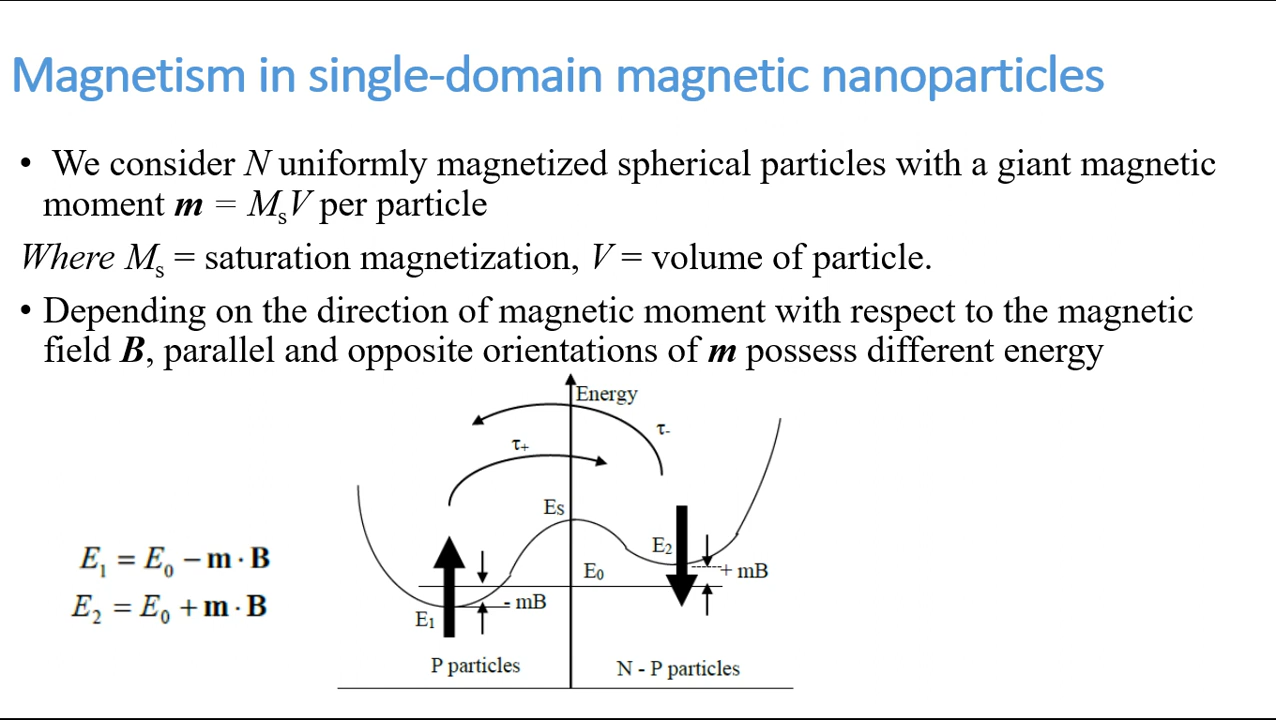 Magnetism in single-domain magnetic nanoparticles
• We consider N uniformly magnetized spherical particles with a giant magnetic
moment m = MₛV per particle
Where Mₛ = saturation magnetization, V = volume of particle.
• Depending on the direction of magnetic moment with respect to the magnetic
field B, parallel and opposite orientations of m possess different energy
Energy
τ-
τ+
Es
E₂
E₀
+ mB
- mB
E₁
P particles
N - P particles
E₁ = E₀ − m · B
E₂ = E₀ + m · B